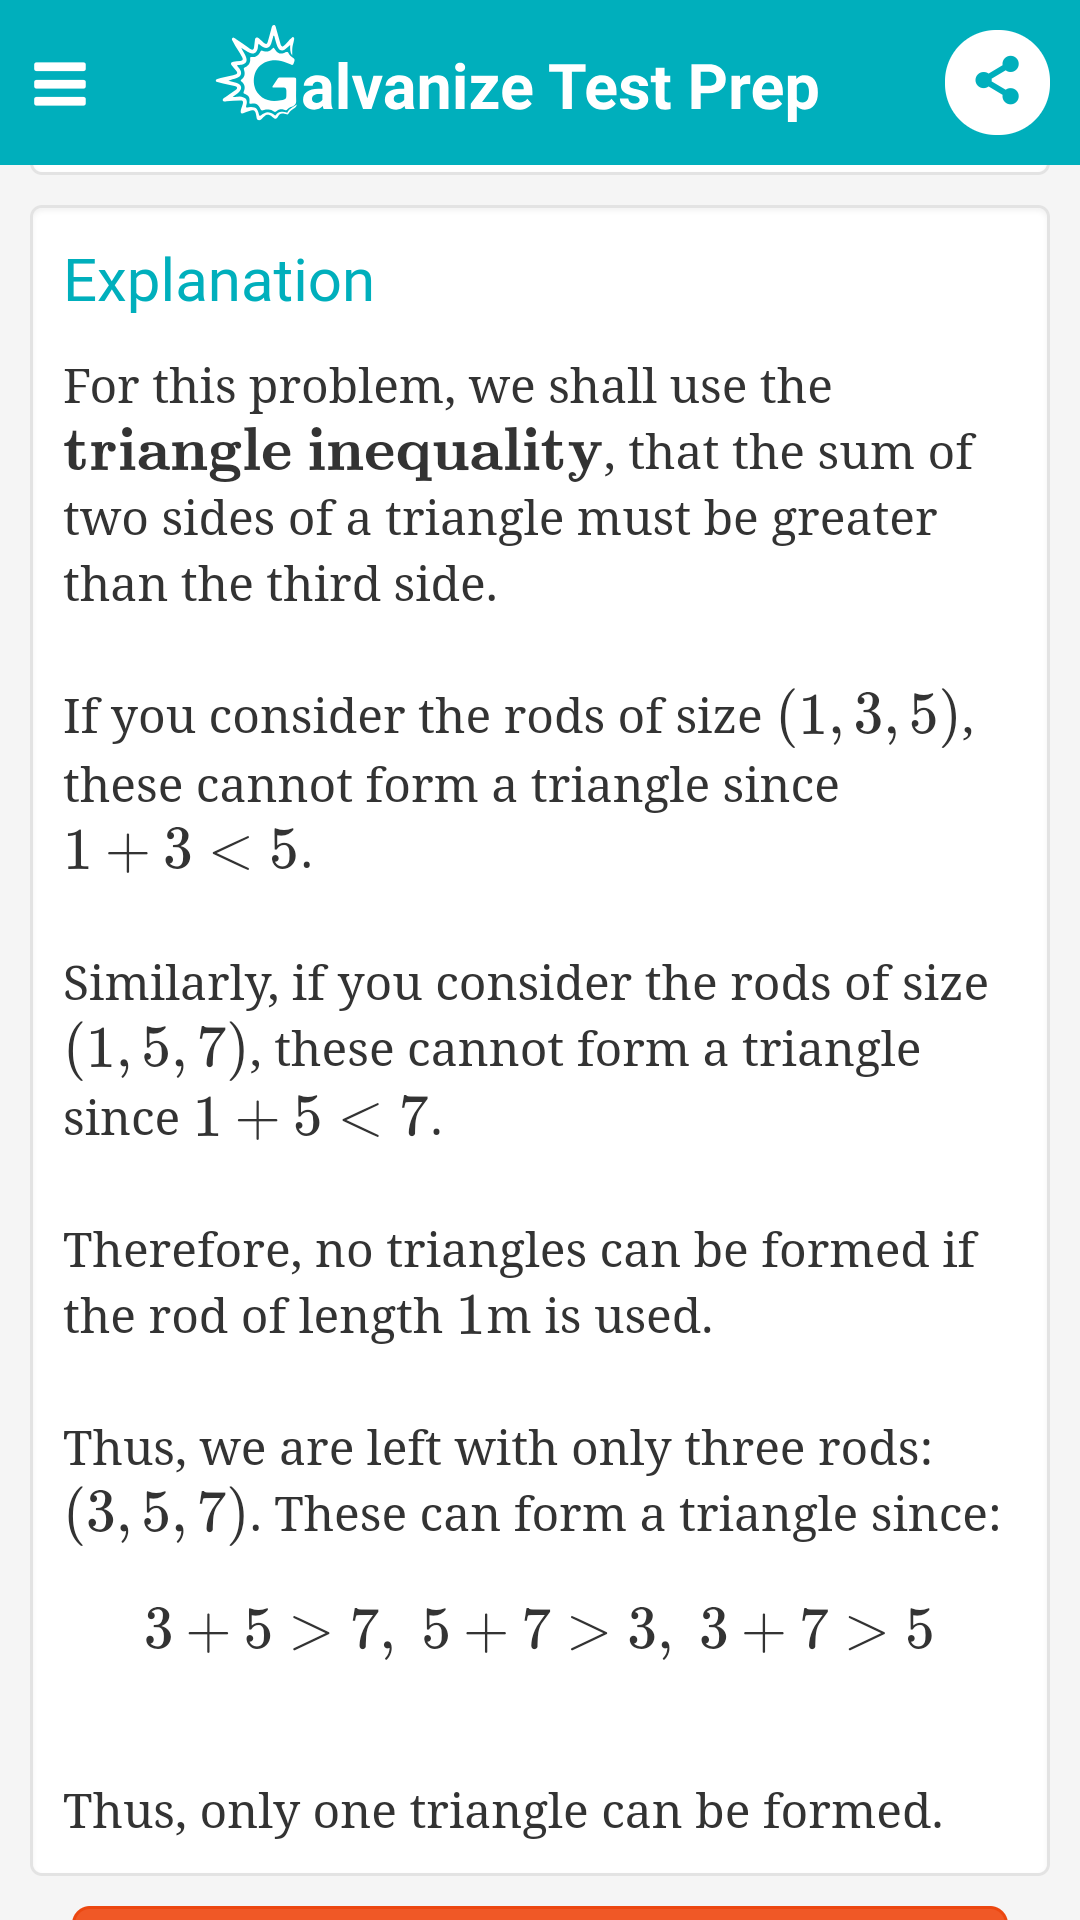 Galvanize Test Prep
Explanation
For this problem, we shall use the
triangle inequality, that the sum of
two sides of a triangle must be greater
than the third side.
If you consider the rods of size (1, 3, 5),
these cannot form a triangle since
1 + 3 < 5.
Similarly, if you consider the rods of size
(1, 5, 7), these cannot form a triangle
since 1 + 5 < 7.
Therefore, no triangles can be formed if
the rod of length 1m is used.
Thus, we are left with only three rods:
(3, 5, 7). These can form a triangle since:
3 + 5 > 7, 5 + 7 > 3, 3 + 7 > 5
Thus, only one triangle can be formed.